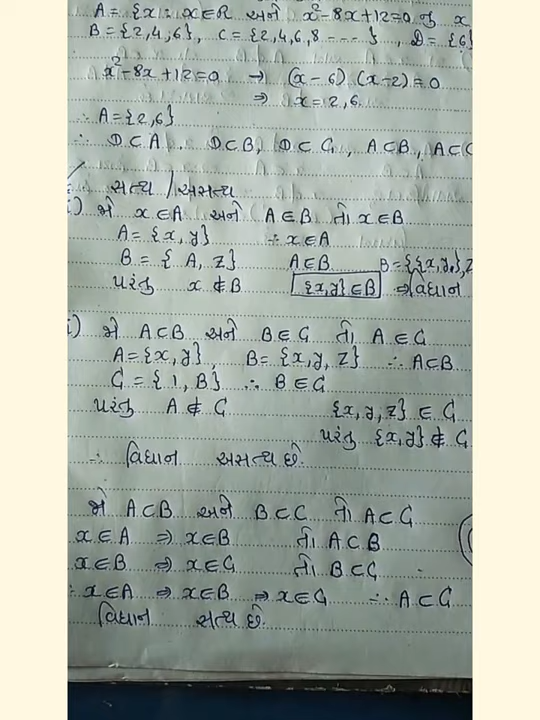 A = {x : x ∈ R અને x² - 8x + 12 = 0 નું x
B = {2, 4, 6}, C = {2, 4, 6, 8 ---- }, D = {6}
x² - 8x + 12 = 0 → (x - 6) (x - 2) = 0
⇒ x = 2, 6.
∴ A = {2, 6}
∴ D ⊂ A . D ⊂ B, D ⊂ C, A ⊂ B, A ⊂ C
સત્ય / અસત્ય
i) જો x ∈ A અને A ∈ B તો x ∈ B
A = {x, y} ∴ x ∈ A
B = { A, Z} A ∈ B B = {{x, y}, Z
પરંતુ x ∉ B {x, y} ∈ B ⇒ વિધાન
i) જો A ⊂ B અને B ∈ C તો A ∈ C
A = {x, y}, B = {x, y, Z} ∴ A ⊂ B
C = { 1, B} ∴ B ∈ C
પરંતુ A ∉ C {x, y, Z} ∈ C
પરંતુ {x, y} ∉ C
∴ વિધાન અસત્ય છે.
જો A ⊂ B અને B ⊂ C તો A ⊂ C
x ∈ A ⇒ x ∈ B તો A ⊂ B
x ∈ B ⇒ x ∈ C તો B ⊂ C
∴ x ∈ A ⇒ x ∈ B ⇒ x ∈ C ∴ A ⊂ C
વિધાન સત્ય છે.